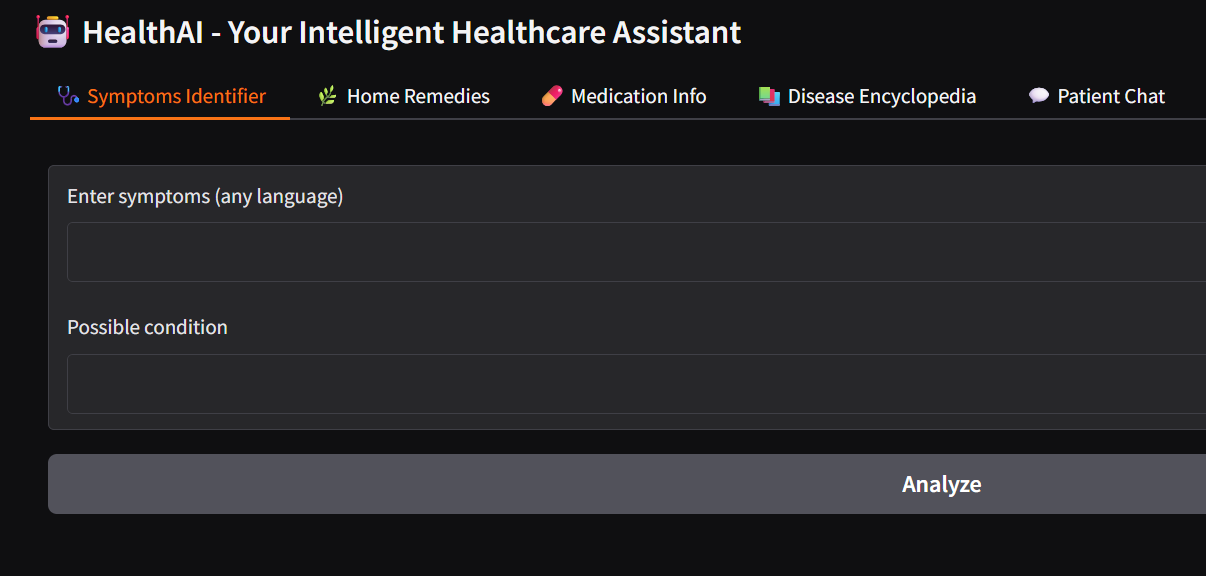 HealthAI - Your Intelligent Healthcare Assistant
Symptoms Identifier Home Remedies Medication Info Disease Encyclopedia Patient Chat
Enter symptoms (any language)
Possible condition
Analyze